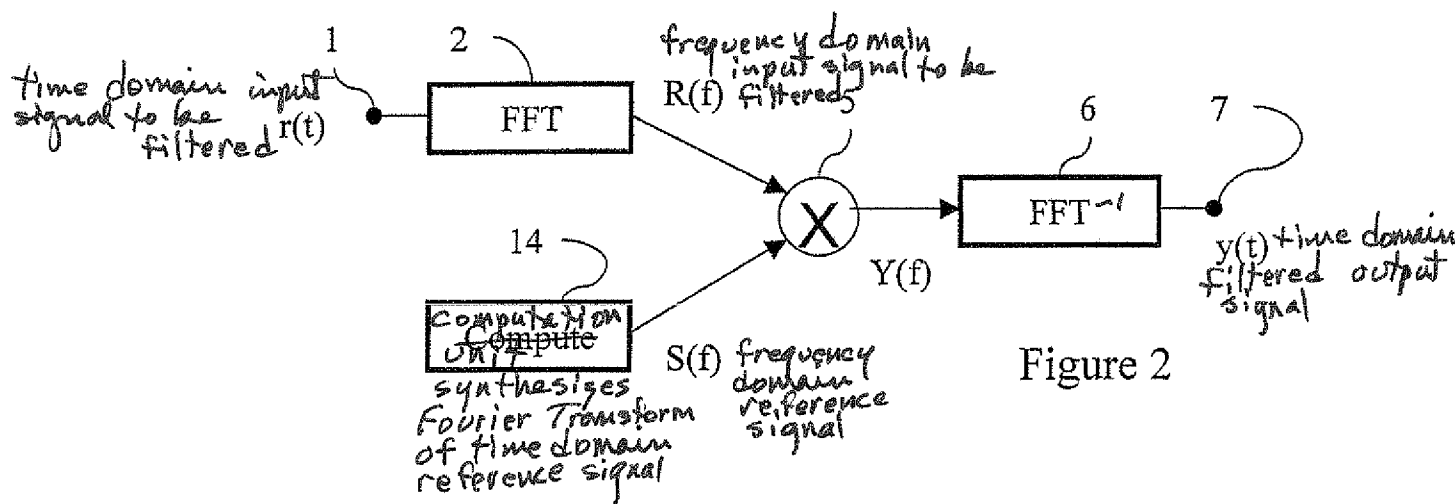 1
2
time domain input
signal to be
filtered
r(t)
FFT
frequency domain
input signal to be
filtered
R(f)
5
6
7
X
FFT⁻¹
14
Y(f)
y(t) time domain
filtered output
signal
computation
Compute
unit
synthesises
Fourier Transform
of time domain
reference signal
S(f) frequency
domain
reference
signal
Figure 2